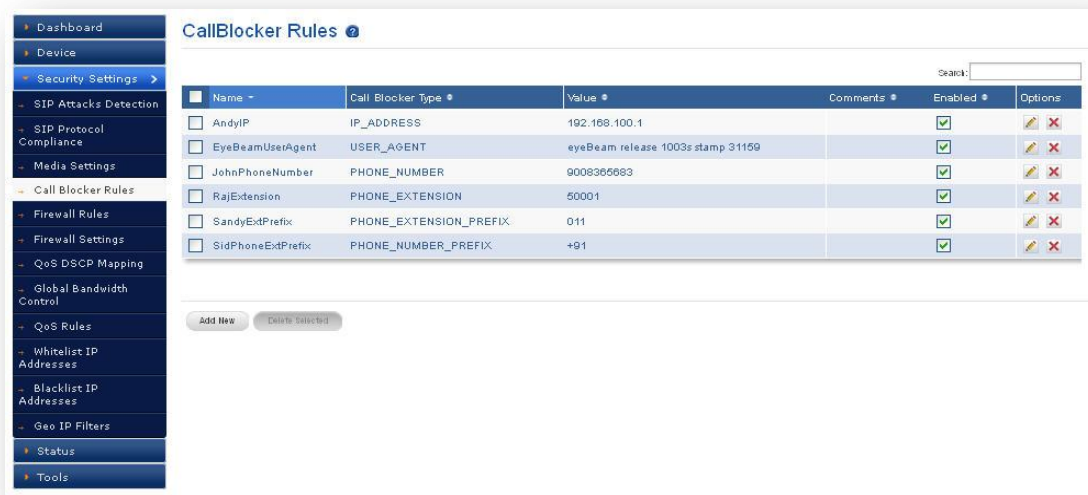 Dashboard
Device
Security Settings
SIP Attacks Detection
SIP Protocol
Compliance
Media Settings
Call Blocker Rules
Firewall Rules
Firewall Settings
QoS DSCP Mapping
Global Bandwidth
Control
QoS Rules
Whitelist IP
Addresses
Blacklist IP
Addresses
Geo IP Filters
Status
Tools
CallBlocker Rules ?
Search:
Name Call Blocker Type Value Comments Enabled Options
AndyIP IP_ADDRESS 192.168.100.1
EyeBeamUserAgent USER_AGENT eyeBeam release 1003s stamp 31159
JohnPhoneNumber PHONE_NUMBER 9008365683
RajExtension PHONE_EXTENSION 50001
SandyExtPrefix PHONE_EXTENSION_PREFIX 011
SidPhoneExtPrefix PHONE_NUMBER_PREFIX +91
Add New Delete Selected